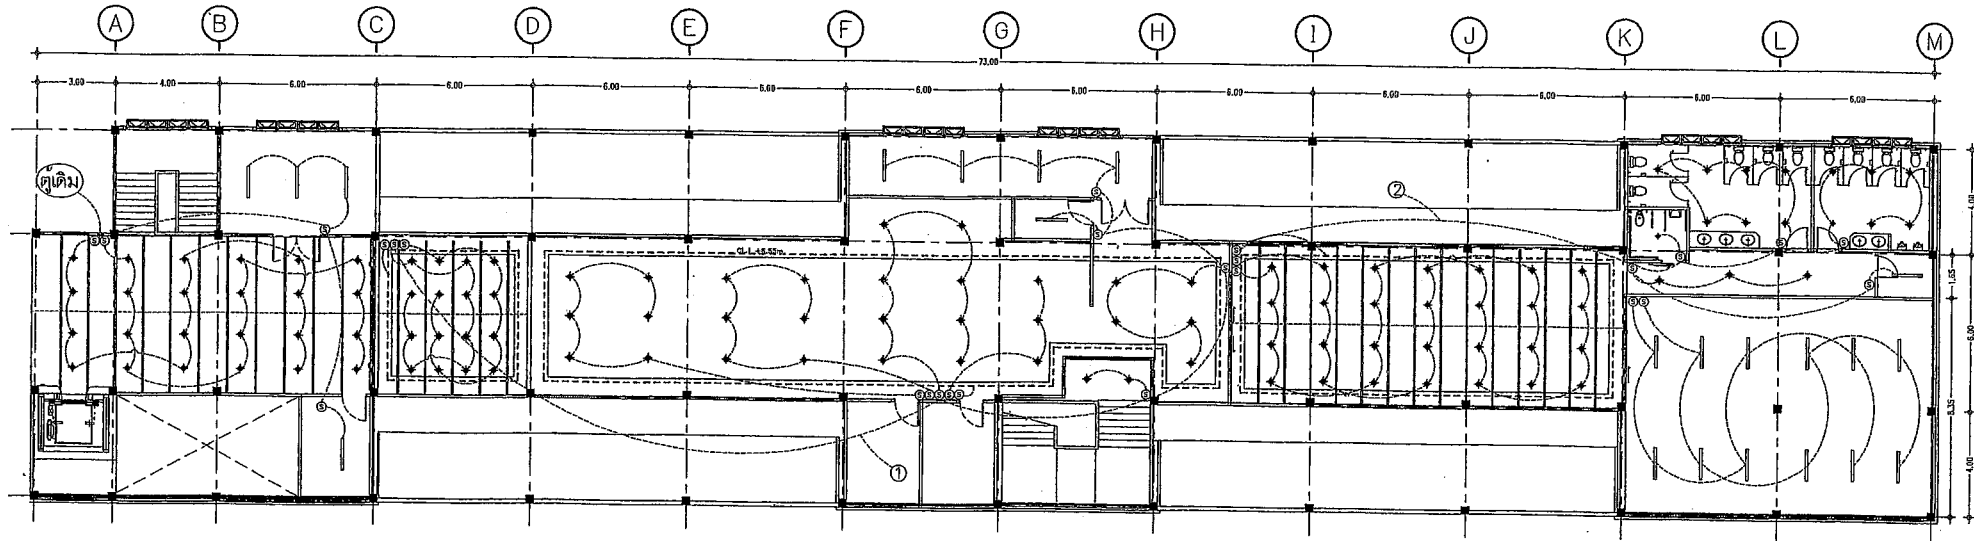 A B C D E F G H I J K L M
73.00
3.00 4.00 6.00 6.00 6.00 6.00 6.00 6.00 6.00 6.00 6.00 6.00 6.00
ตู้เดิม
S S
S
S S S
S
S
S
②
S
S
S
S
S
S
S S
4.00
1.65
6.00
8.35
4.00
S
S S S S S
S
①